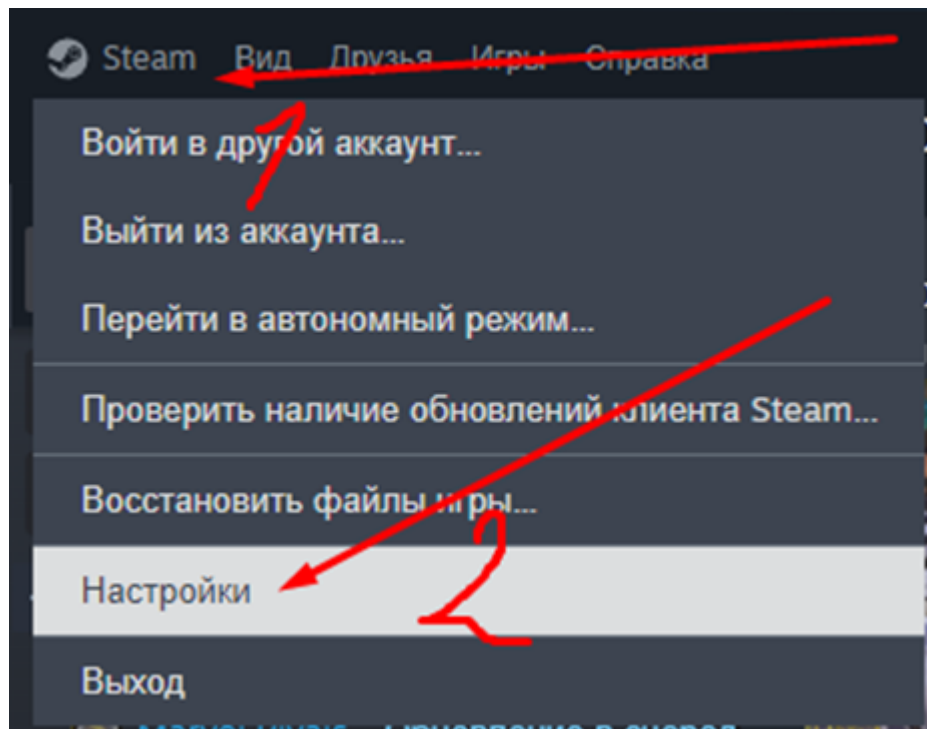 Steam Вид Друзья Игры Справка
1
Войти в другой аккаунт...
Выйти из аккаунта...
Перейти в автономный режим...
Проверить наличие обновлений клиента Steam...
Восстановить файлы игры...
Настройки
2
Выход